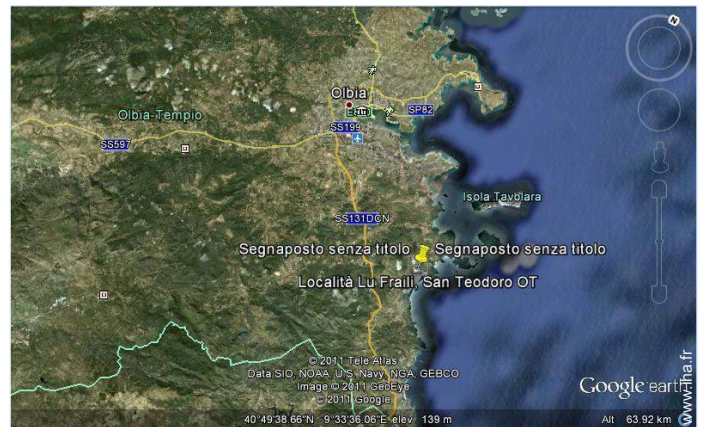 N
Olbia
SP82
SS199
Olbia-Tempio
SS597
Isola Tavolara
SS131DCN
Segnaposto senza titolo
Segnaposto senza titolo
Località Lu Fraili, San Teodoro OT
© 2011 Tele Atlas
Data SIO, NOAA, U.S. Navy, NGA, GEBCO
Image © 2011 GeoEye
© 2011 Google
Google earth
40°49'38.66"N 9°33'36.06"E elev 139 m
Alt 63.92 km
www.iha.fr